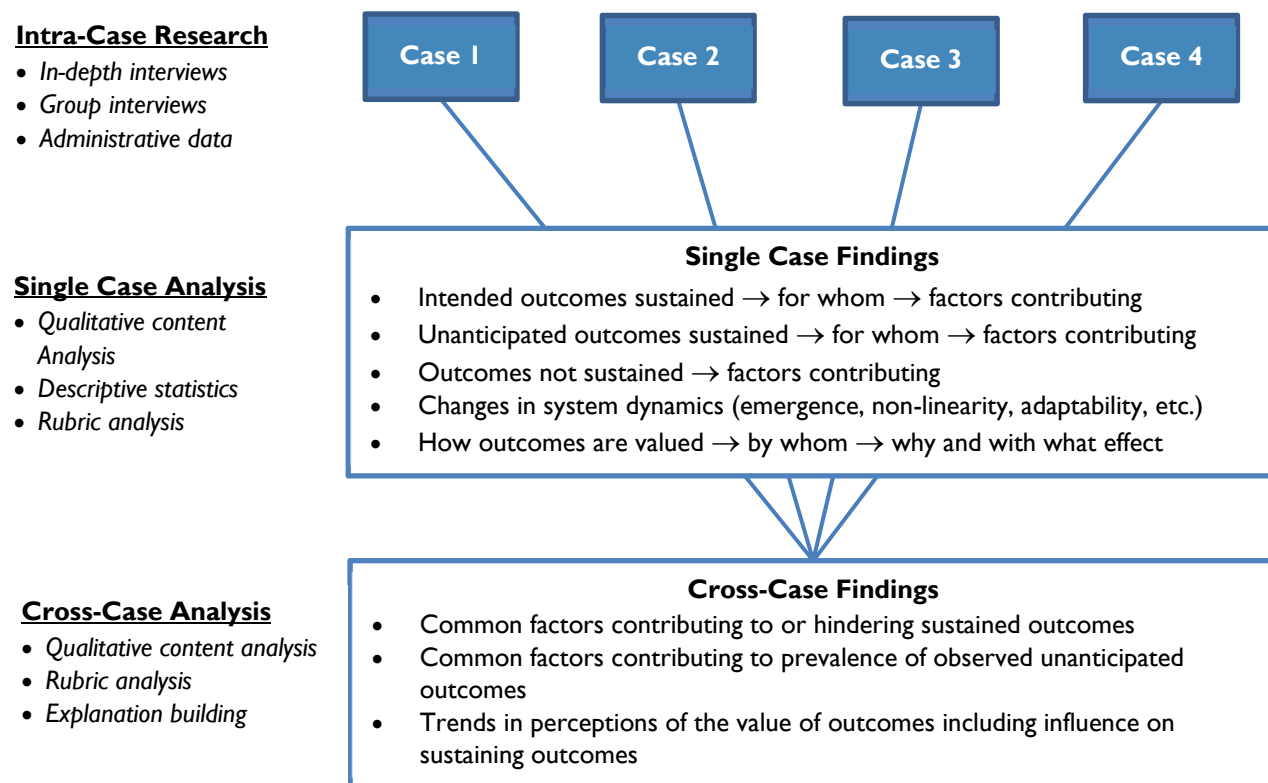 Intra-Case Research
• In-depth interviews
• Group interviews
• Administrative data
Case 1
Case 2
Case 3
Case 4
Single Case Analysis
• Qualitative content
Analysis
• Descriptive statistics
• Rubric analysis
Single Case Findings
• Intended outcomes sustained → for whom → factors contributing
• Unanticipated outcomes sustained → for whom → factors contributing
• Outcomes not sustained → factors contributing
• Changes in system dynamics (emergence, non-linearity, adaptability, etc.)
• How outcomes are valued → by whom → why and with what effect
Cross-Case Analysis
• Qualitative content analysis
• Rubric analysis
• Explanation building
Cross-Case Findings
• Common factors contributing to or hindering sustained outcomes
• Common factors contributing to prevalence of observed unanticipated
outcomes
• Trends in perceptions of the value of outcomes including influence on
sustaining outcomes